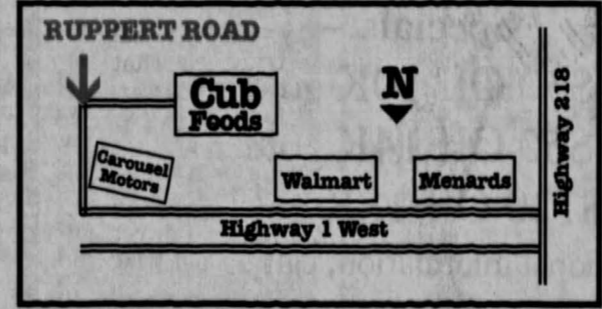 RUPPERT ROAD
N
Cub
Foods
Highway 218
Carousel
Motors
Walmart
Menards
Highway 1 West